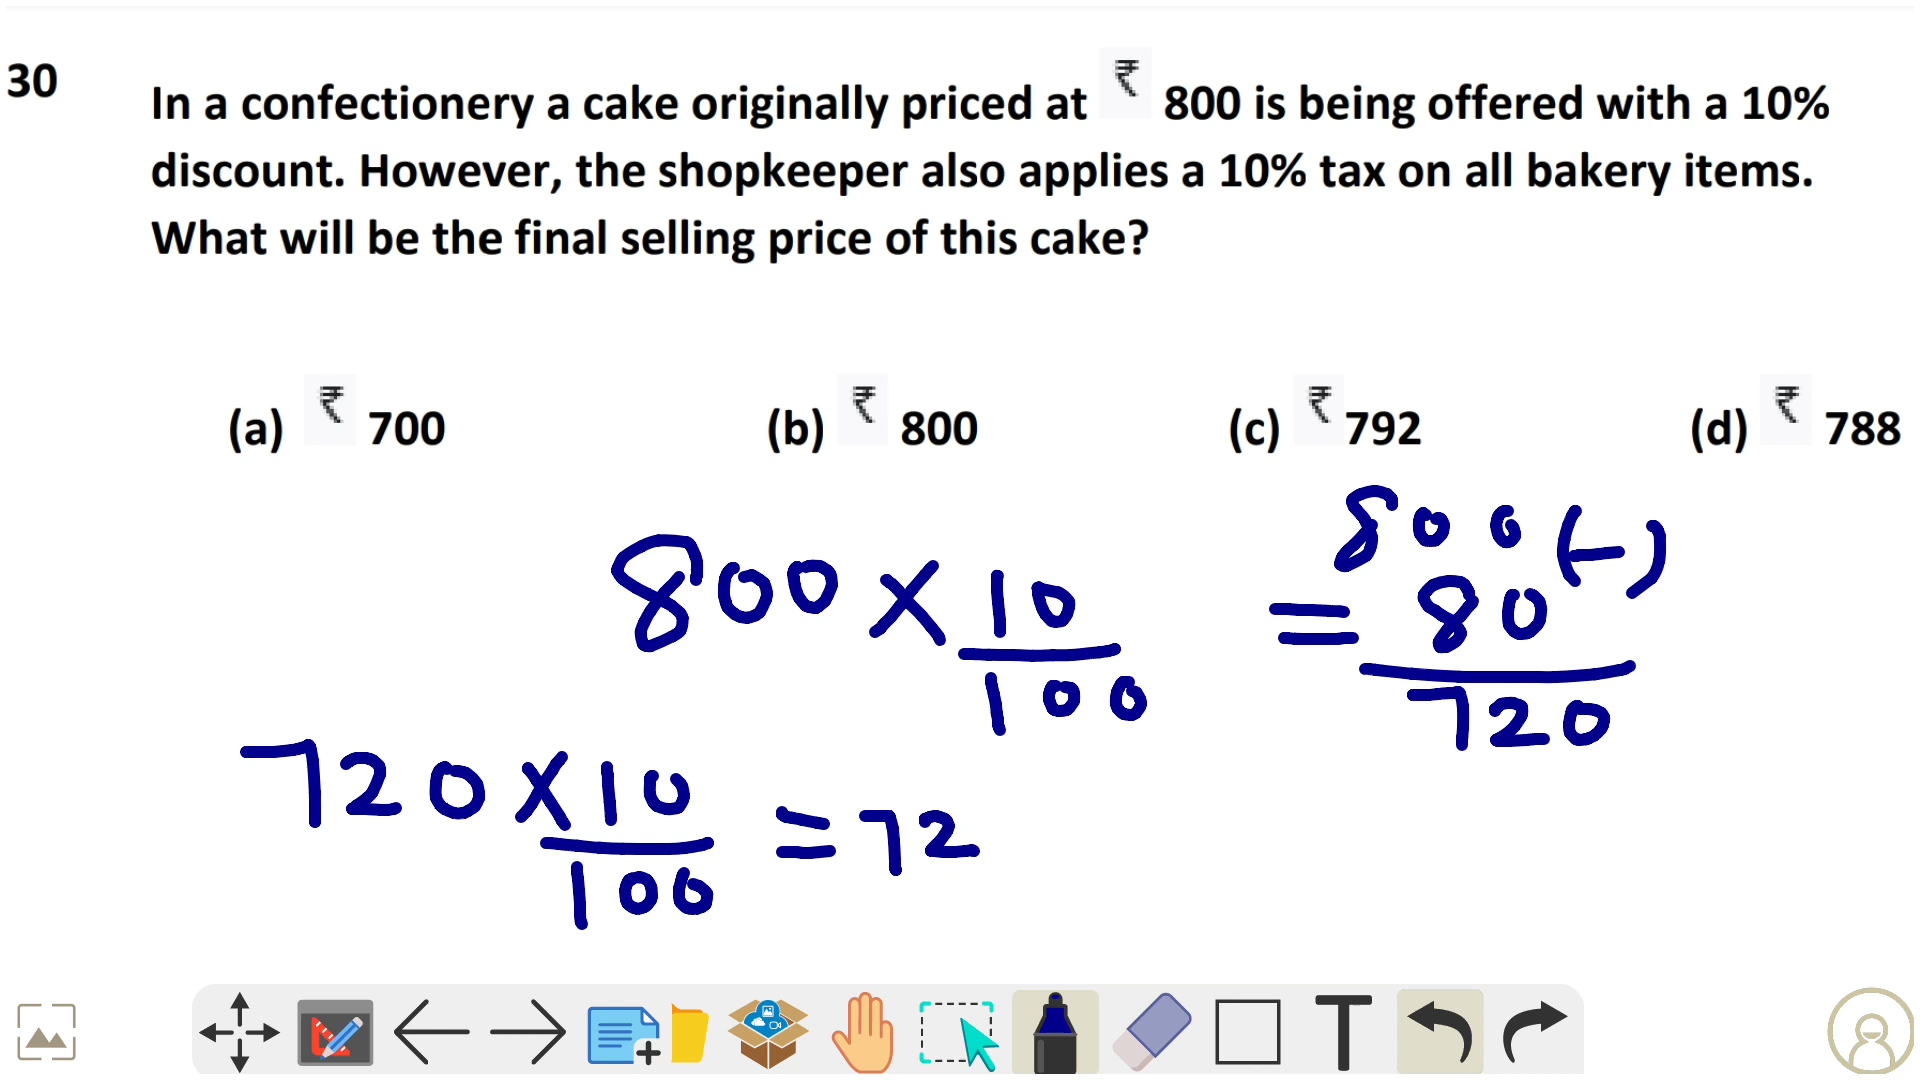 30
In a confectionery a cake originally priced at ₹ 800 is being offered with a 10%
discount. However, the shopkeeper also applies a 10% tax on all bakery items.
What will be the final selling price of this cake?
(a) ₹ 700 (b) ₹ 800 (c) ₹ 792 (d) ₹ 788
800 (-)
800 × 10/100 = 80
720
720 × 10/100 = 72